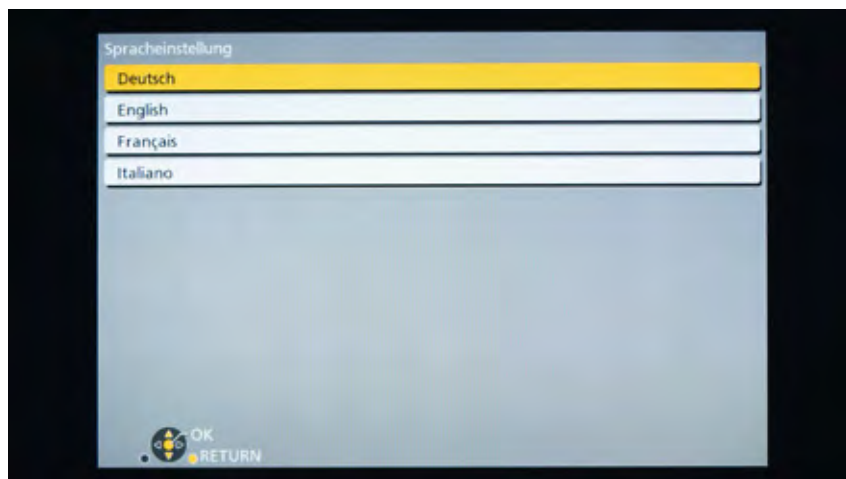 Spracheinstellung
Deutsch
English
Français
Italiano
OK
RETURN